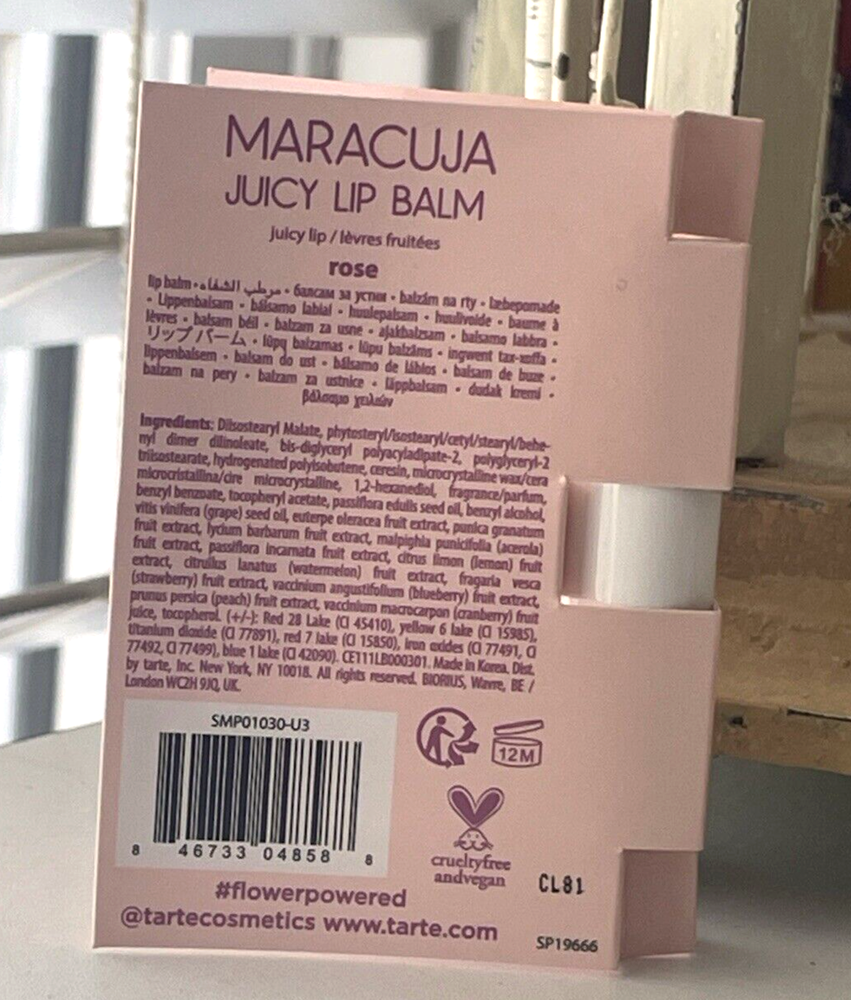 MARACUJA
JUICY LIP BALM
juicy lip / lèvres fruitées
rose
lip balm • مرطب الشفاه • балсам за устни • balzám na rty • læbepomade
• Lippenbalsam • bálsamo labial • huulepalsam • huulivoide • baume à
lèvres • balsam béil • balzam za usne • ajakbalzsam • balsamo labbra •
リップ バーム • lūpų balzamas • lūpu balzāms • ingwent tax-xoffa •
lippenbalsem • balsam do ust • bálsamo de lábios • balsam de buze •
balzam na pery • balzam za ustnice • läppbalsam • dudak kremi •
βάλσαμο χειλιών
Ingredients: Diisostearyl Malate, phytosteryl/isostearyl/cetyl/stearyl/behe-
nyl dimer dilinoleate, bis-diglyceryl polyacyladipate-2, polyglyceryl-2
triisostearate, hydrogenated polyisobutene, ceresin, microcrystalline wax/cera
microcristallina/cire microcrystalline, 1,2-hexanediol, fragrance/parfum,
benzyl benzoate, tocopheryl acetate, passiflora edulis seed oil, benzyl alcohol,
vitis vinifera (grape) seed oil, euterpe oleracea fruit extract, punica granatum
fruit extract, lycium barbarum fruit extract, malpighia punicifolia (acerola)
fruit extract, passiflora incarnata fruit extract, citrus limon (lemon) fruit
extract, citrullus lanatus (watermelon) fruit extract, fragaria vesca
(strawberry) fruit extract, vaccinium angustifolium (blueberry) fruit extract,
prunus persica (peach) fruit extract, vaccinium macrocarpon (cranberry) fruit
juice, tocopherol. (+/-): Red 28 Lake (CI 45410), yellow 6 lake (CI 15985),
titanium dioxide (CI 77891), red 7 lake (CI 15850), iron oxides (CI 77491, CI
77492, CI 77499), blue 1 lake (CI 42090). CE111LB000301. Made in Korea. Dist.
by tarte, Inc. New York, NY 10018. All rights reserved. BIORIUS, Wavre, BE /
London WC2H 9JQ, UK.
SMP01030-U3
8 46733 04858 8
12M
crueltyfree
andvegan
CL81
#flowerpowered
@tartecosmetics www.tarte.com
SP19666